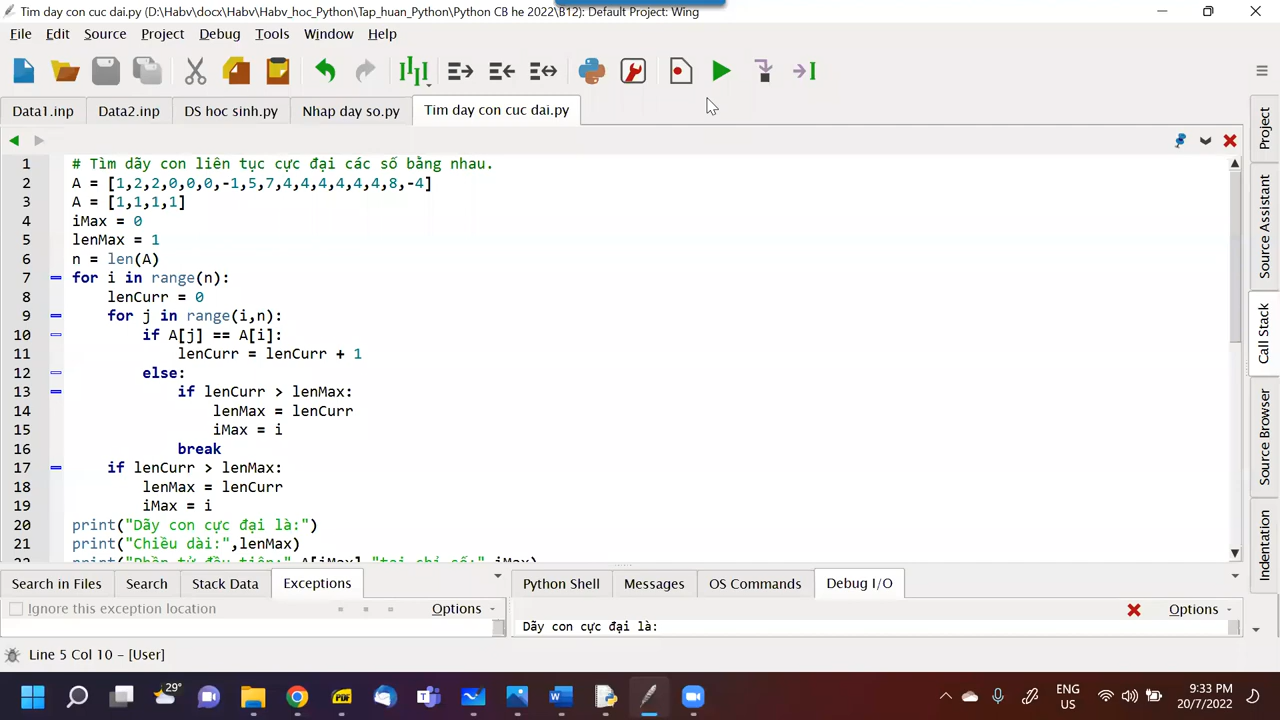 Tim day con cuc dai.py (D:\Habv\docx\Habv\Habv_hoc_Python\Tap_huan_Python\Python CB he 2022\B12): Default Project: Wing
File Edit Source Project Debug Tools Window Help
Data1.inp Data2.inp DS hoc sinh.py Nhap day so.py Tim day con cuc dai.py
1 # Tìm dãy con liên tục cực đại các số bằng nhau.
2 A = [1,2,2,0,0,0,-1,5,7,4,4,4,4,4,4,8,-4]
3 A = [1,1,1,1]
4 iMax = 0
5 lenMax = 1
6 n = len(A)
7 for i in range(n):
8 lenCurr = 0
9 for j in range(i,n):
10 if A[j] == A[i]:
11 lenCurr = lenCurr + 1
12 else:
13 if lenCurr > lenMax:
14 lenMax = lenCurr
15 iMax = i
16 break
17 if lenCurr > lenMax:
18 lenMax = lenCurr
19 iMax = i
20 print("Dãy con cực đại là:")
21 print("Chiều dài:",lenMax)
22 print("Phần tử đầu tiên:",A[iMax],"tại chỉ số:",iMax)
Project
Source Assistant
Call Stack
Source Browser
Indentation
Search in Files Search Stack Data Exceptions
Ignore this exception location Options
Python Shell Messages OS Commands Debug I/O
Options
Dãy con cực đại là:
Line 5 Col 10 – [User]
29°
PDF
ENG
US
9:33 PM
20/7/2022